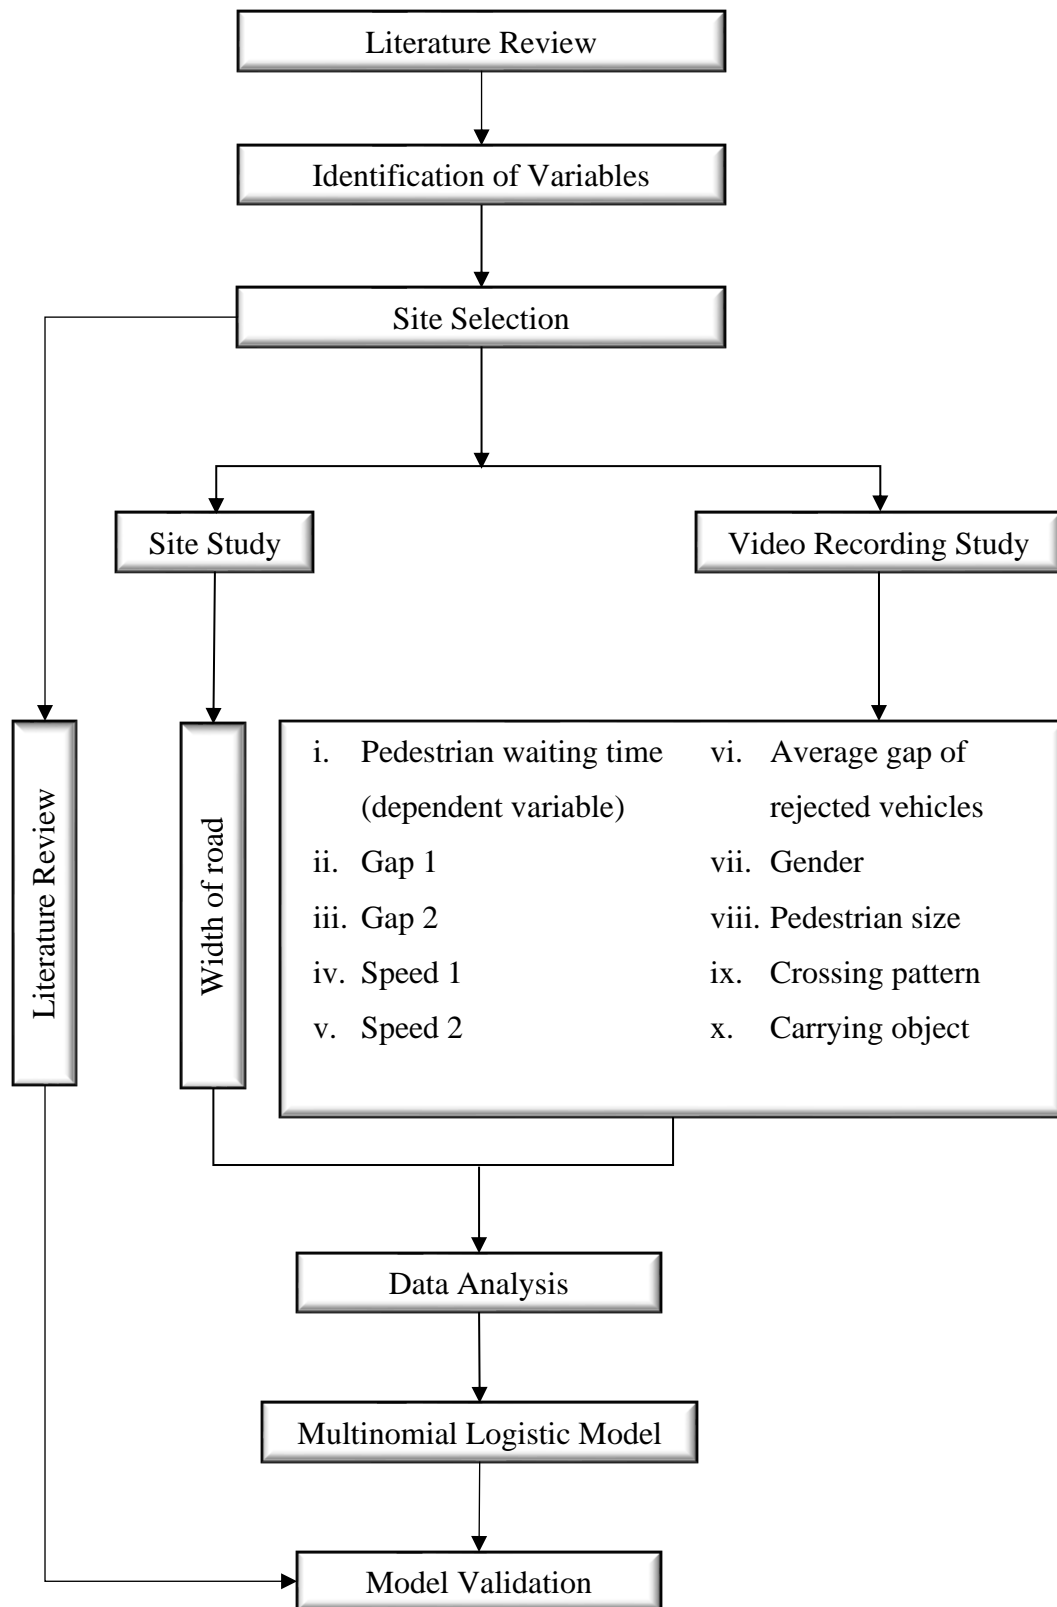 Literature Review
Identification of Variables
Site Selection
Site Study
Video Recording Study
Literature Review
Width of road
i. Pedestrian waiting time
(dependent variable)
ii. Gap 1
iii. Gap 2
iv. Speed 1
v. Speed 2
vi. Average gap of
rejected vehicles
vii. Gender
viii. Pedestrian size
ix. Crossing pattern
x. Carrying object
Data Analysis
Multinomial Logistic Model
Model Validation